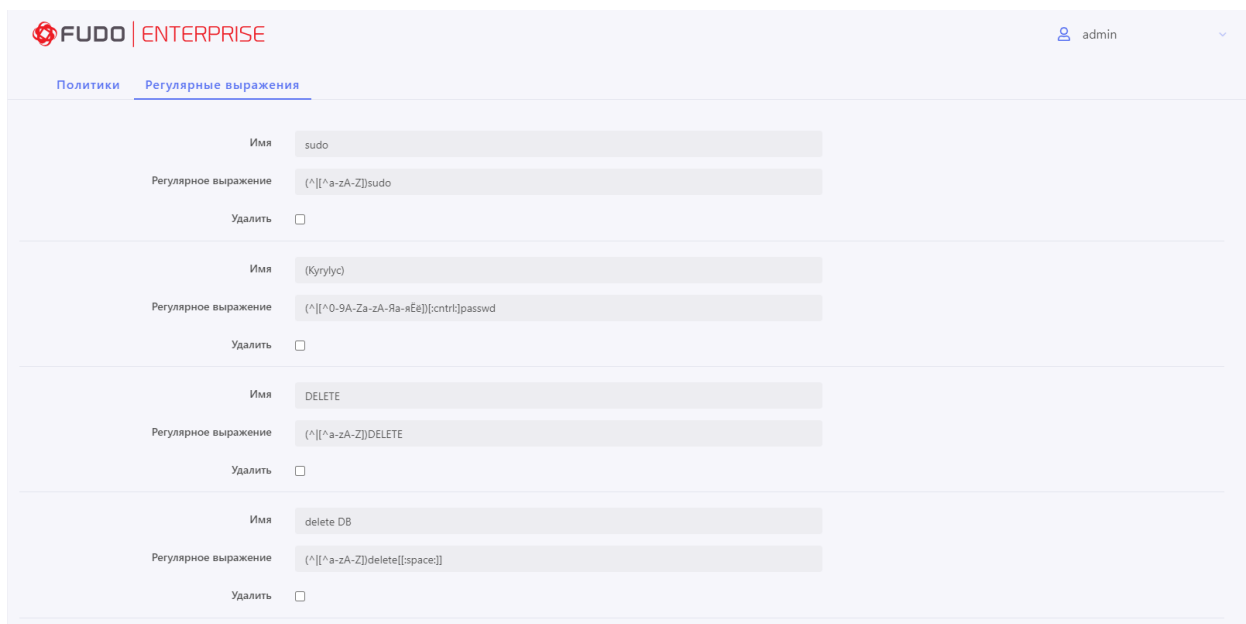 FUDO ENTERPRISE
admin
Политики Регулярные выражения
Имя sudo
Регулярное выражение (^|[^a-zA-Z])sudo
Удалить
Имя (Kyrylyc)
Регулярное выражение (^|[^0-9A-Za-zА-Яа-яЁё])[:cntrl:]passwd
Удалить
Имя DELETE
Регулярное выражение (^|[^a-zA-Z])DELETE
Удалить
Имя delete DB
Регулярное выражение (^|[^a-zA-Z])delete[[:space:]]
Удалить